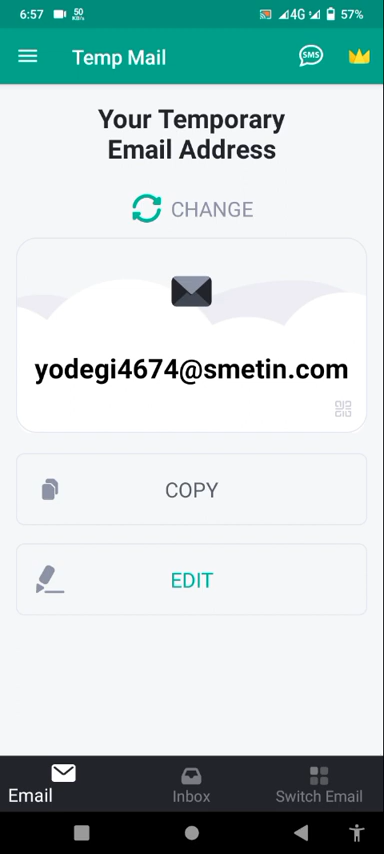 6:57 50 KB/s 4G 57%
Temp Mail SMS
Your Temporary
Email Address
CHANGE
yodegi4674@smetin.com
COPY
EDIT
Email Inbox Switch Email